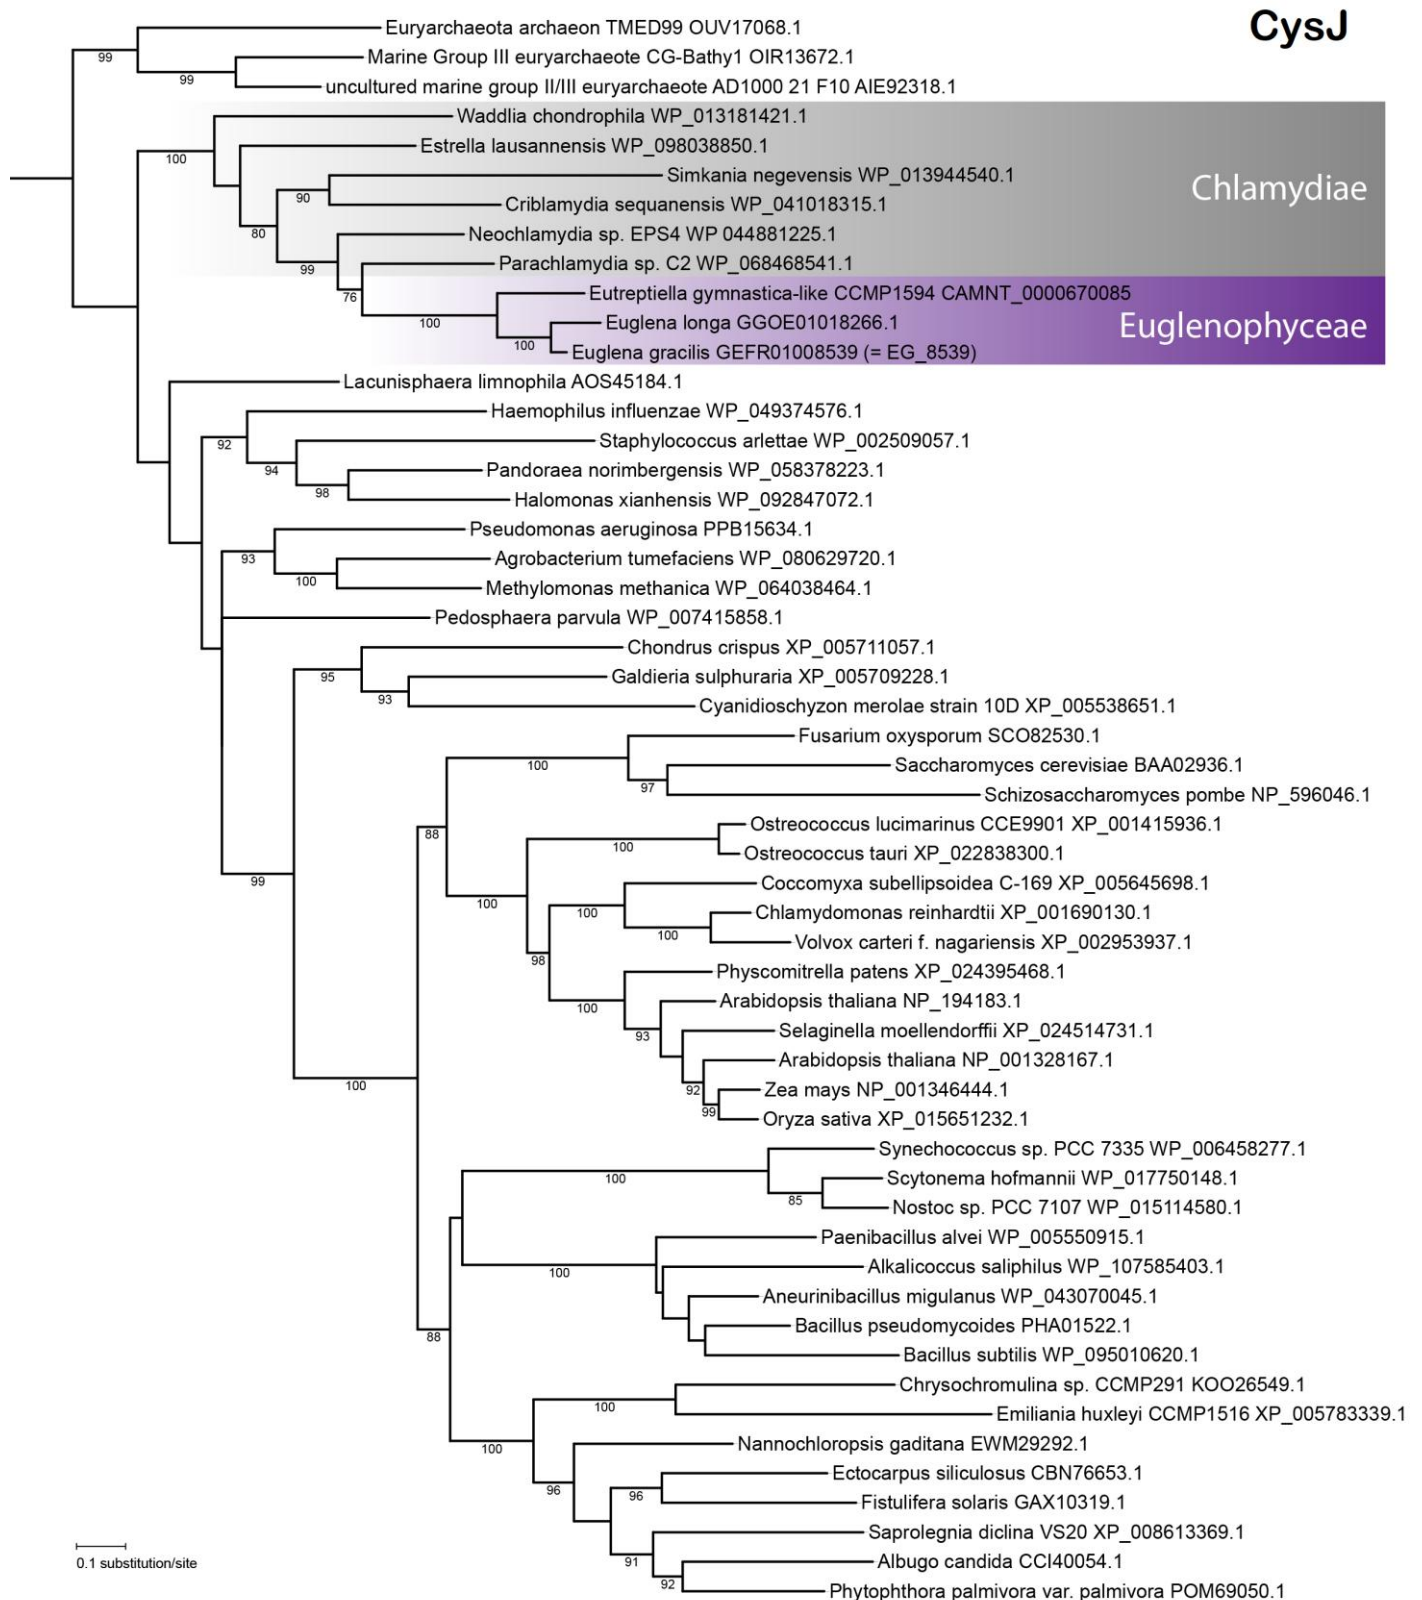 CysJ
Euryarchaeota archaeon TMED99 OUV17068.1
99
Marine Group III euryarchaeote CG-Bathy1 OIR13672.1
99
uncultured marine group II/III euryarchaeote AD1000 21 F10 AIE92318.1
Waddlia chondrophila WP_013181421.1
100
Estrella lausannensis WP_098038850.1
Simkania negevensis WP_013944540.1
Chlamydiae
90
Criblamydia sequanensis WP_041018315.1
80
Neochlamydia sp. EPS4 WP 044881225.1
99
Parachlamydia sp. C2 WP_068468541.1
76
Eutreptiella gymnastica-like CCMP1594 CAMNT_0000670085
100
Euglena longa GGOE01018266.1
Euglenophyceae
100
Euglena gracilis GEFR01008539 (= EG_8539)
Lacunisphaera limnophila AOS45184.1
Haemophilus influenzae WP_049374576.1
92
Staphylococcus arlettae WP_002509057.1
94
Pandoraea norimbergensis WP_058378223.1
98
Halomonas xianhensis WP_092847072.1
Pseudomonas aeruginosa PPB15634.1
93
Agrobacterium tumefaciens WP_080629720.1
100
Methylomonas methanica WP_064038464.1
Pedosphaera parvula WP_007415858.1
Chondrus crispus XP_005711057.1
95
Galdieria sulphuraria XP_005709228.1
93
Cyanidioschyzon merolae strain 10D XP_005538651.1
Fusarium oxysporum SCO82530.1
100
Saccharomyces cerevisiae BAA02936.1
97
Schizosaccharomyces pombe NP_596046.1
Ostreococcus lucimarinus CCE9901 XP_001415936.1
88
100
Ostreococcus tauri XP_022838300.1
99
Coccomyxa subellipsoidea C-169 XP_005645698.1
100
100
Chlamydomonas reinhardtii XP_001690130.1
100
Volvox carteri f. nagariensis XP_002953937.1
98
Physcomitrella patens XP_024395468.1
Arabidopsis thaliana NP_194183.1
100
Selaginella moellendorffii XP_024514731.1
93
Arabidopsis thaliana NP_001328167.1
100
92
Zea mays NP_001346444.1
99
Oryza sativa XP_015651232.1
Synechococcus sp. PCC 7335 WP_006458277.1
100
Scytonema hofmannii WP_017750148.1
85
Nostoc sp. PCC 7107 WP_015114580.1
Paenibacillus alvei WP_005550915.1
100
Alkalicoccus saliphilus WP_107585403.1
Aneurinibacillus migulanus WP_043070045.1
Bacillus pseudomycoides PHA01522.1
88
Bacillus subtilis WP_095010620.1
Chrysochromulina sp. CCMP291 KOO26549.1
100
Emiliania huxleyi CCMP1516 XP_005783339.1
100
Nannochloropsis gaditana EWM29292.1
Ectocarpus siliculosus CBN76653.1
96
96
Fistulifera solaris GAX10319.1
Saprolegnia diclina VS20 XP_008613369.1
91
Albugo candida CCI40054.1
0.1 substitution/site
92
Phytophthora palmivora var. palmivora POM69050.1